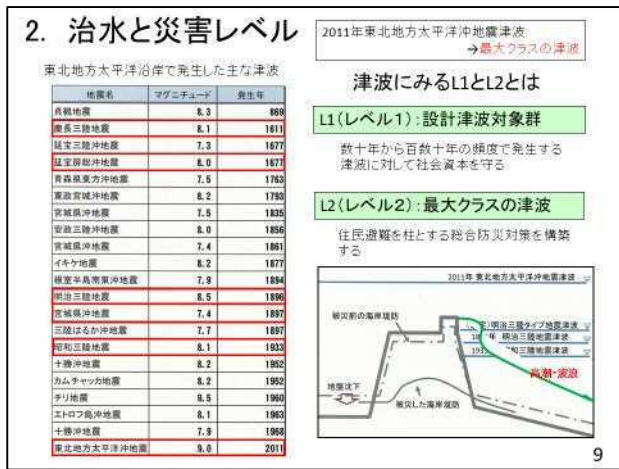 2. 治水と災害レベル
2011年東北地方太平洋沖地震津波
→最大クラスの津波
東北地方太平洋沿岸で発生した主な津波
地震名 マグニチュード 発生年
貞観地震 8.3 869
慶長三陸地震 8.1 1611
延宝三陸沖地震 7.3 1677
延宝房総沖地震 8.0 1677
青森県東方沖地震 7.5 1763
寛政宮城沖地震 8.2 1793
宮城県沖地震 7.5 1835
安政三陸沖地震 8.0 1856
宮城県沖地震 7.4 1861
イキケ地震 8.2 1877
根室半島南東沖地震 7.9 1894
明治三陸地震 8.5 1896
宮城県沖地震 7.4 1897
三陸はるか沖地震 7.7 1897
昭和三陸地震 8.1 1933
十勝沖地震 8.2 1952
カムチャッカ地震 8.2 1952
チリ地震 9.5 1960
エトロフ島沖地震 8.1 1963
十勝沖地震 7.9 1968
東北地方太平洋沖地震 9.0 2011
津波にみるL1とL2とは
L1(レベル1):設計津波対象群
数十年から百数十年の頻度で発生する
津波に対して社会資本を守る
L2(レベル2):最大クラスの津波
住民避難を柱とする総合防災対策を構築
する
2011年 東北地方太平洋沖地震津波
被災前の海岸堤防
明治三陸タイプ地震津波
年 明治三陸地震津波
和三陸地震津波
高潮・波浪
地盤沈下
被災した海岸堤防
9